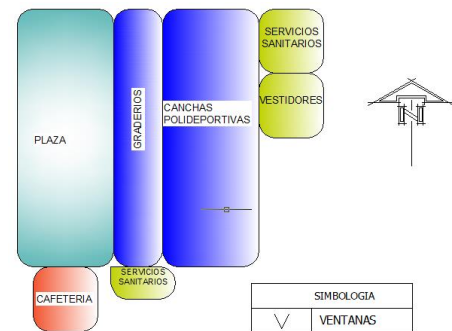 SERVICIOS
SANITARIOS
VESTIDORES
CANCHAS
POLIDEPORTIVAS
GRADERIOS
PLAZA
SERVICIOS
SANITARIOS
CAFETERIA
N
SIMBOLOGIA
VENTANAS